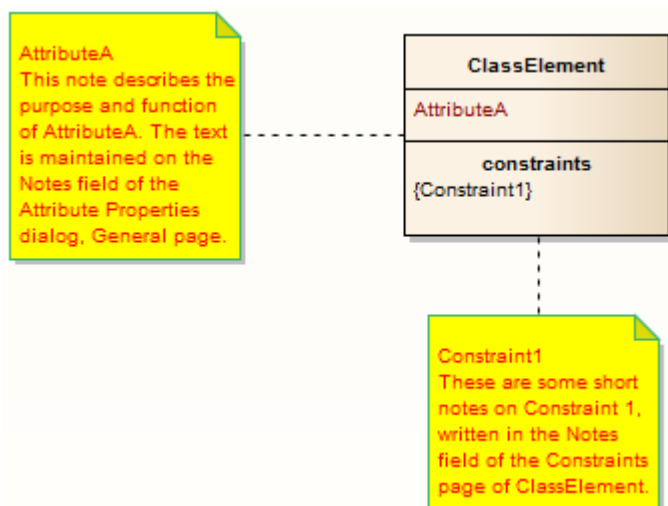 AttributeA
This note describes the
purpose and function
of AttributeA. The text
is maintained on the
Notes field of the
Attribute Properties
dialog, General page.
ClassElement
AttributeA
constraints
{Constraint1}
Constraint1
These are some short
notes on Constraint 1,
written in the Notes
field of the Constraints
page of ClassElement.